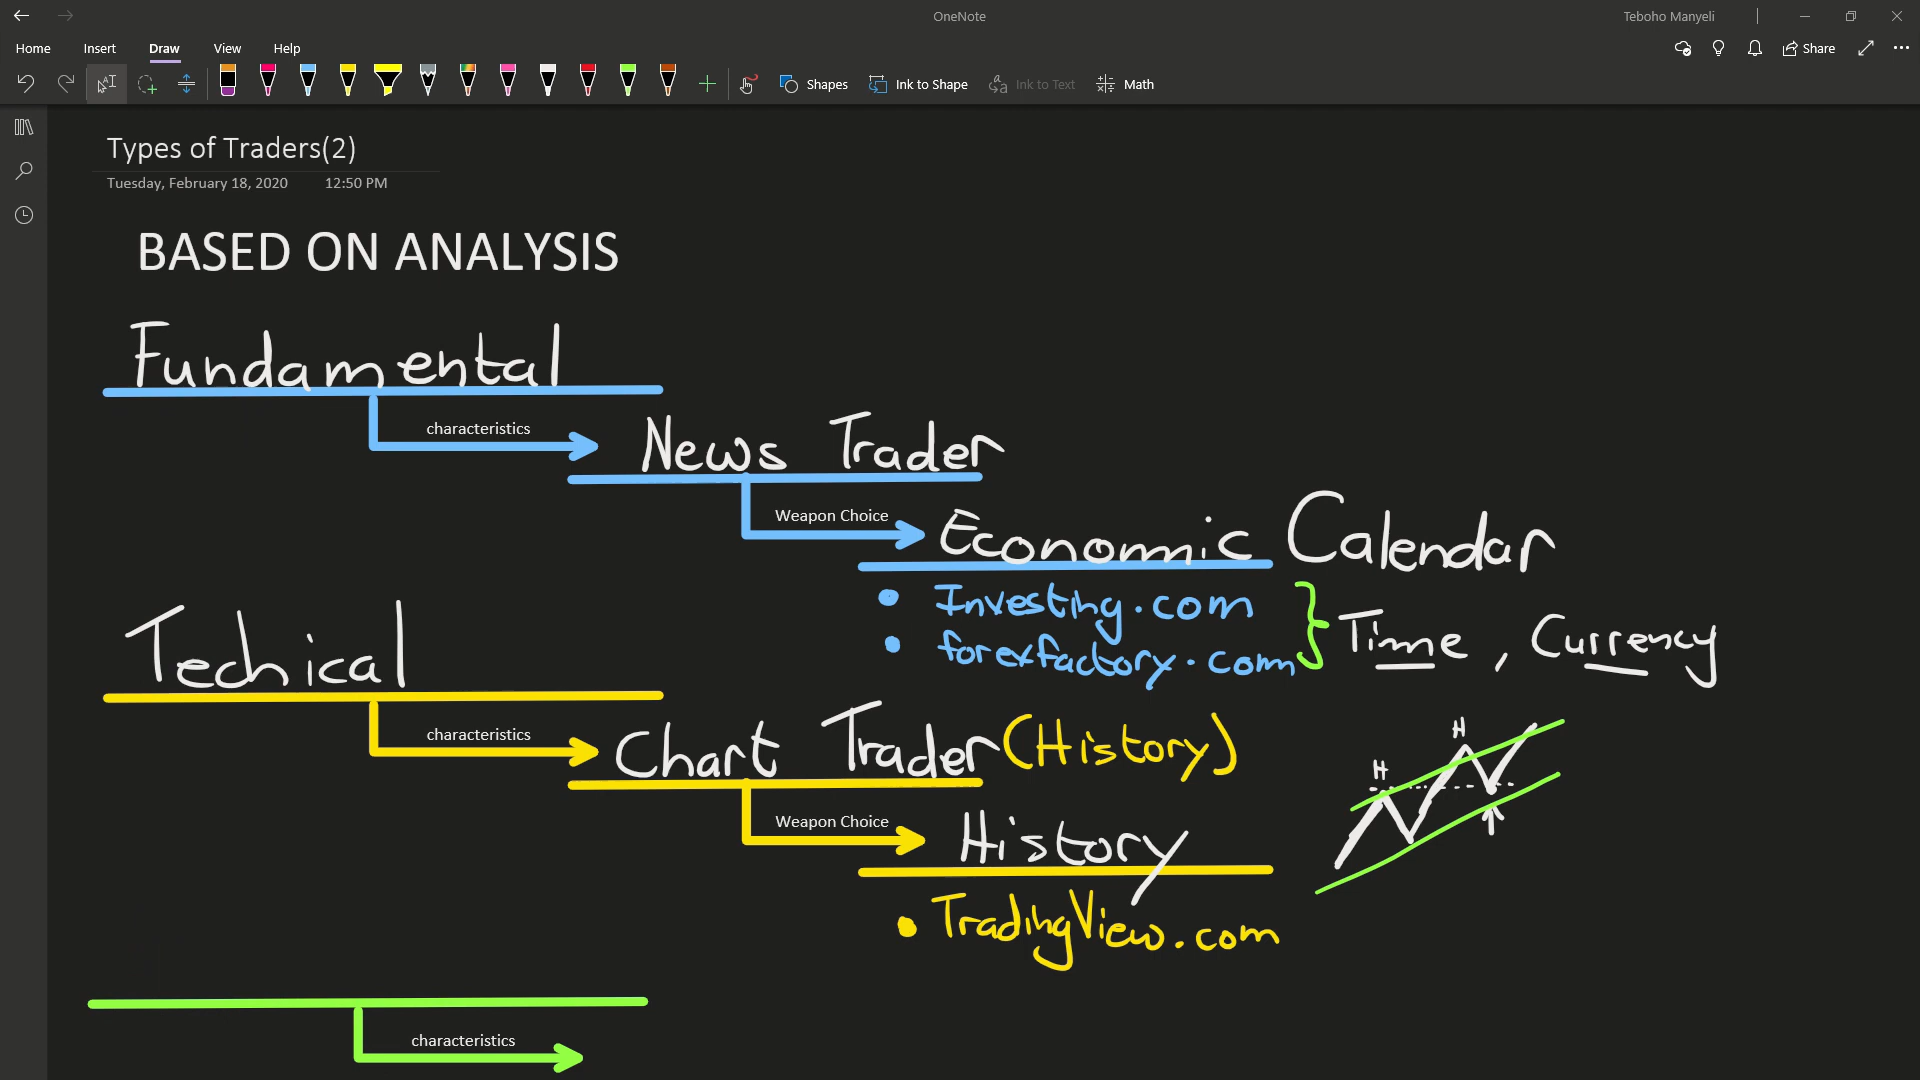 OneNote
Teboho Manyeli
Home Insert Draw View Help
Share
Shapes Ink to Shape Ink to Text Math
Types of Traders(2)
Tuesday, February 18, 2020 12:50 PM
BASED ON ANALYSIS
Fundamental
characteristics
News Trader
Weapon Choice
Economic Calendar
• Investing.com
• forexfactory.com
Time, Currency
Techical
characteristics
Chart Trader (History)
H
H
Weapon Choice
History
• TradingView.com
characteristics